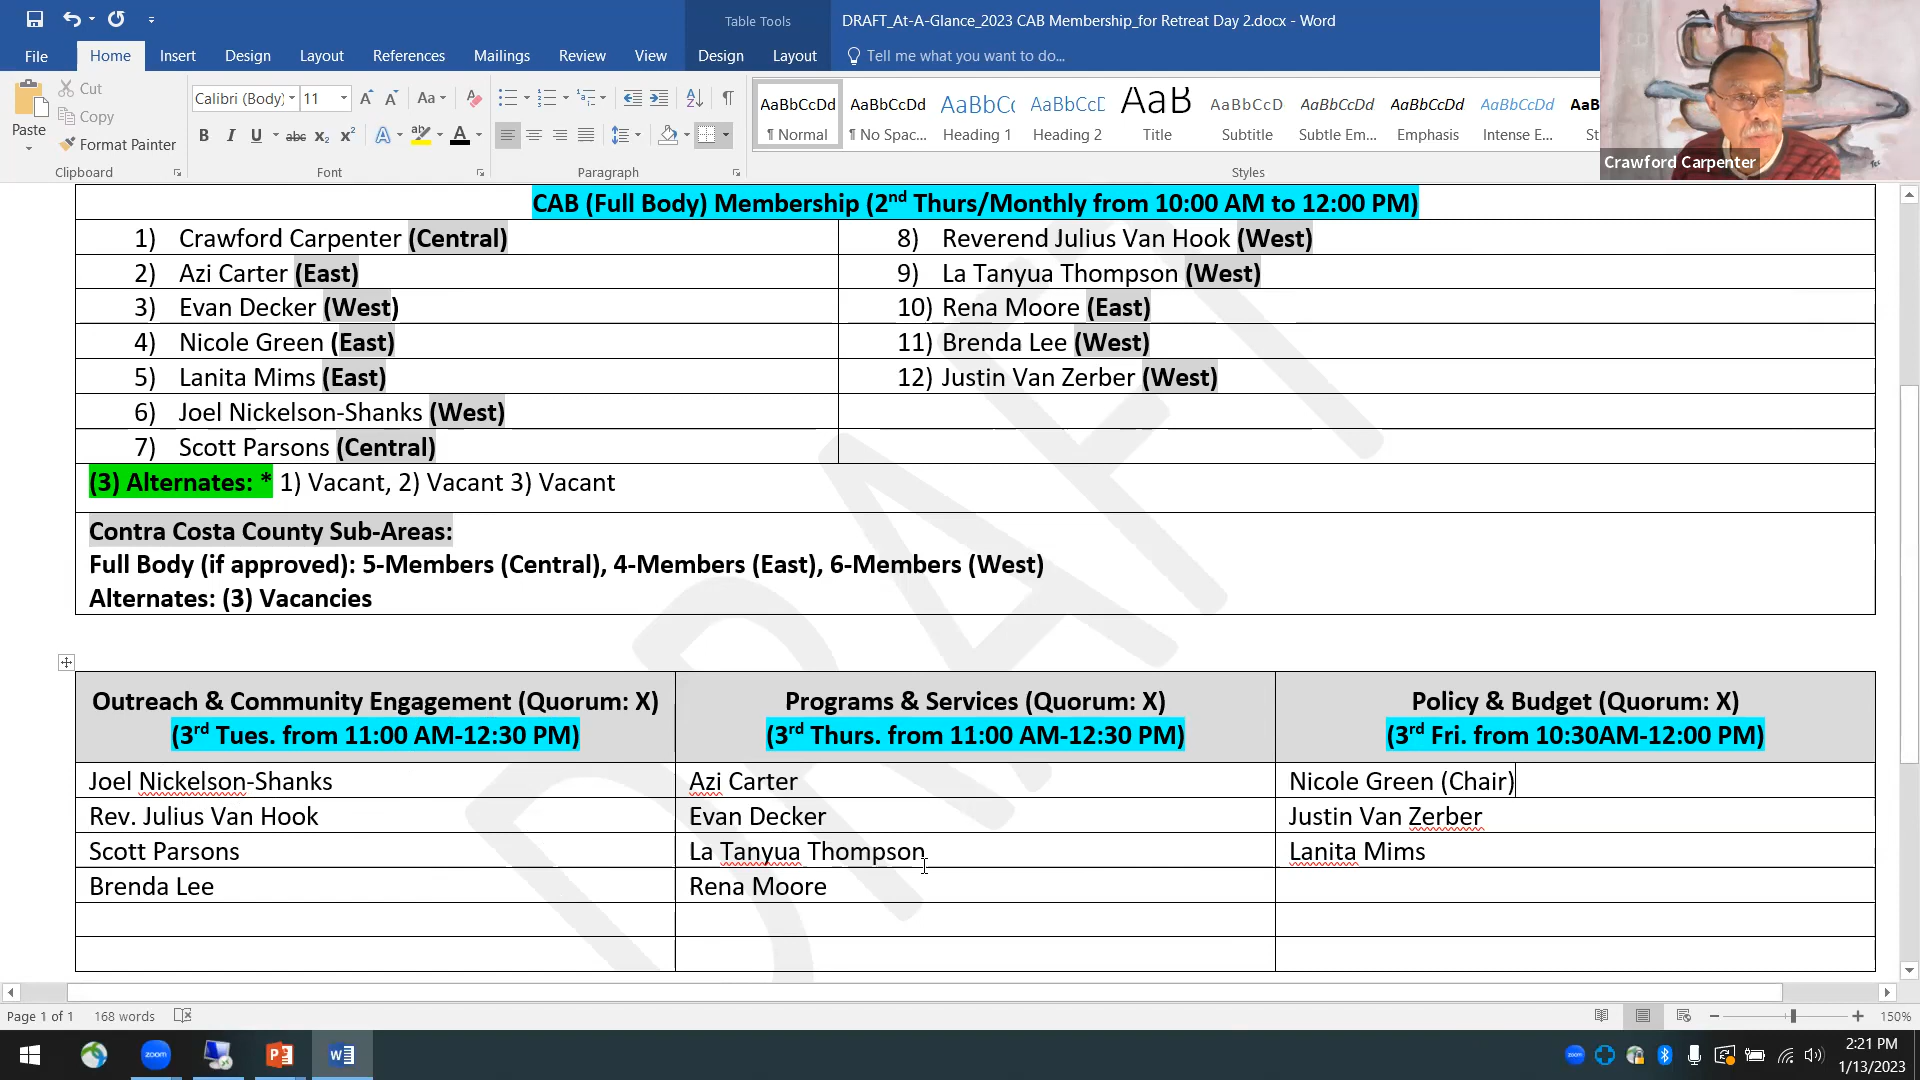 Table Tools
DRAFT_At-A-Glance_2023 CAB Membership_for Retreat Day 2.docx - Word
File Home Insert Design Layout References Mailings Review View Design Layout Tell me what you want to do...
Paste
Cut
Copy
Format Painter
Clipboard
Calibri (Body) 11
Font
Paragraph
AaBbCcDd AaBbCcDd AaBbCc AaBbCcD AaB AaBbCcD AaBbCcDd AaBbCcDd AaBbCcDd AaB
¶ Normal ¶ No Spac... Heading 1 Heading 2 Title Subtitle Subtle Em... Emphasis Intense E... St
Styles
Crawford Carpenter
CAB (Full Body) Membership (2nd Thurs/Monthly from 10:00 AM to 12:00 PM)
1) Crawford Carpenter (Central) 8) Reverend Julius Van Hook (West)
2) Azi Carter (East) 9) La Tanyua Thompson (West)
3) Evan Decker (West) 10) Rena Moore (East)
4) Nicole Green (East) 11) Brenda Lee (West)
5) Lanita Mims (East) 12) Justin Van Zerber (West)
6) Joel Nickelson-Shanks (West)
7) Scott Parsons (Central)
(3) Alternates: * 1) Vacant, 2) Vacant 3) Vacant
Contra Costa County Sub-Areas:
Full Body (if approved): 5-Members (Central), 4-Members (East), 6-Members (West)
Alternates: (3) Vacancies
DRAFT
Outreach & Community Engagement (Quorum: X) Programs & Services (Quorum: X) Policy & Budget (Quorum: X)
(3rd Tues. from 11:00 AM-12:30 PM) (3rd Thurs. from 11:00 AM-12:30 PM) (3rd Fri. from 10:30AM-12:00 PM)
Joel Nickelson-Shanks Azi Carter Nicole Green (Chair)
Rev. Julius Van Hook Evan Decker Justin Van Zerber
Scott Parsons La Tanyua Thompson Lanita Mims
Brenda Lee Rena Moore
Page 1 of 1 168 words 150%
2:21 PM
1/13/2023